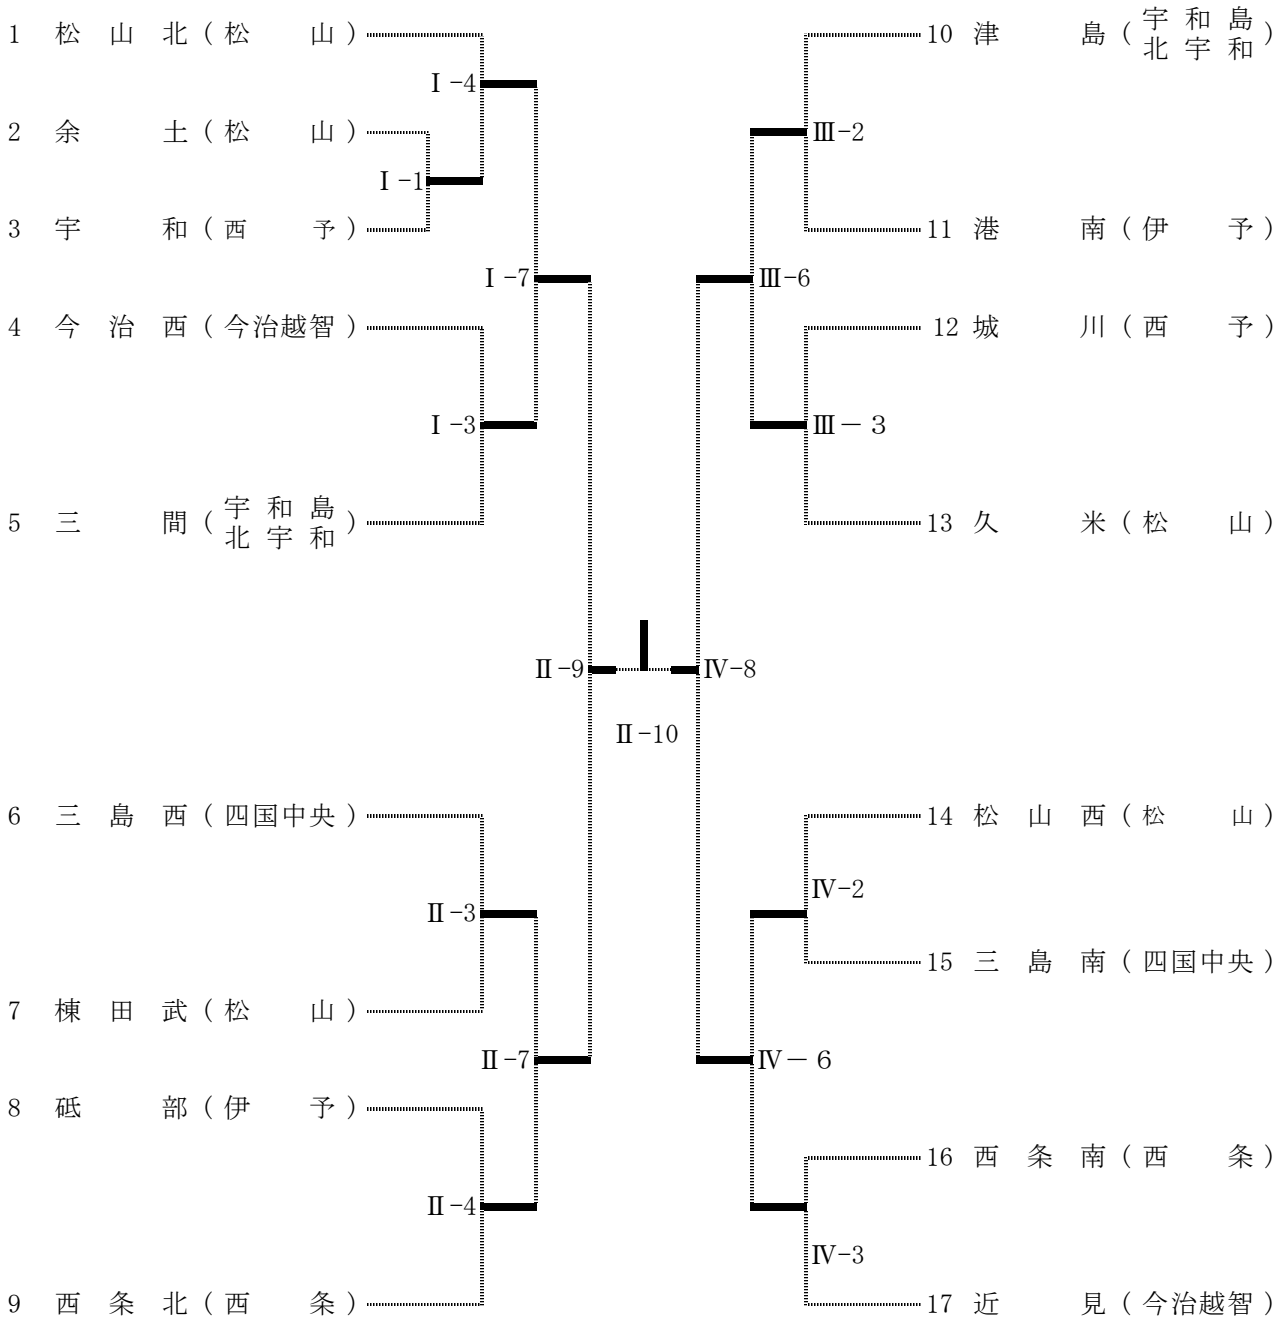 1 松山北（松山）
Ⅰ-4
2 余土（松山）
Ⅰ-1
3 宇和（西予）
Ⅰ-7
4 今治西（今治越智）
Ⅰ-3
5 三間（宇和島
北宇和）
Ⅱ-9
Ⅱ-10
6 三島西（四国中央）
Ⅱ-3
7 棟田武（松山）
Ⅱ-7
8 砥部（伊予）
Ⅱ-4
9 西条北（西条）
10 津島（宇和島
北宇和）
Ⅲ-2
11 港南（伊予）
Ⅲ-6
12 城川（西予）
Ⅲ－３
13 久米（松山）
Ⅳ-8
14 松山西（松山）
Ⅳ-2
15 三島南（四国中央）
Ⅳ－６
16 西条南（西条）
Ⅳ-3
17 近見（今治越智）